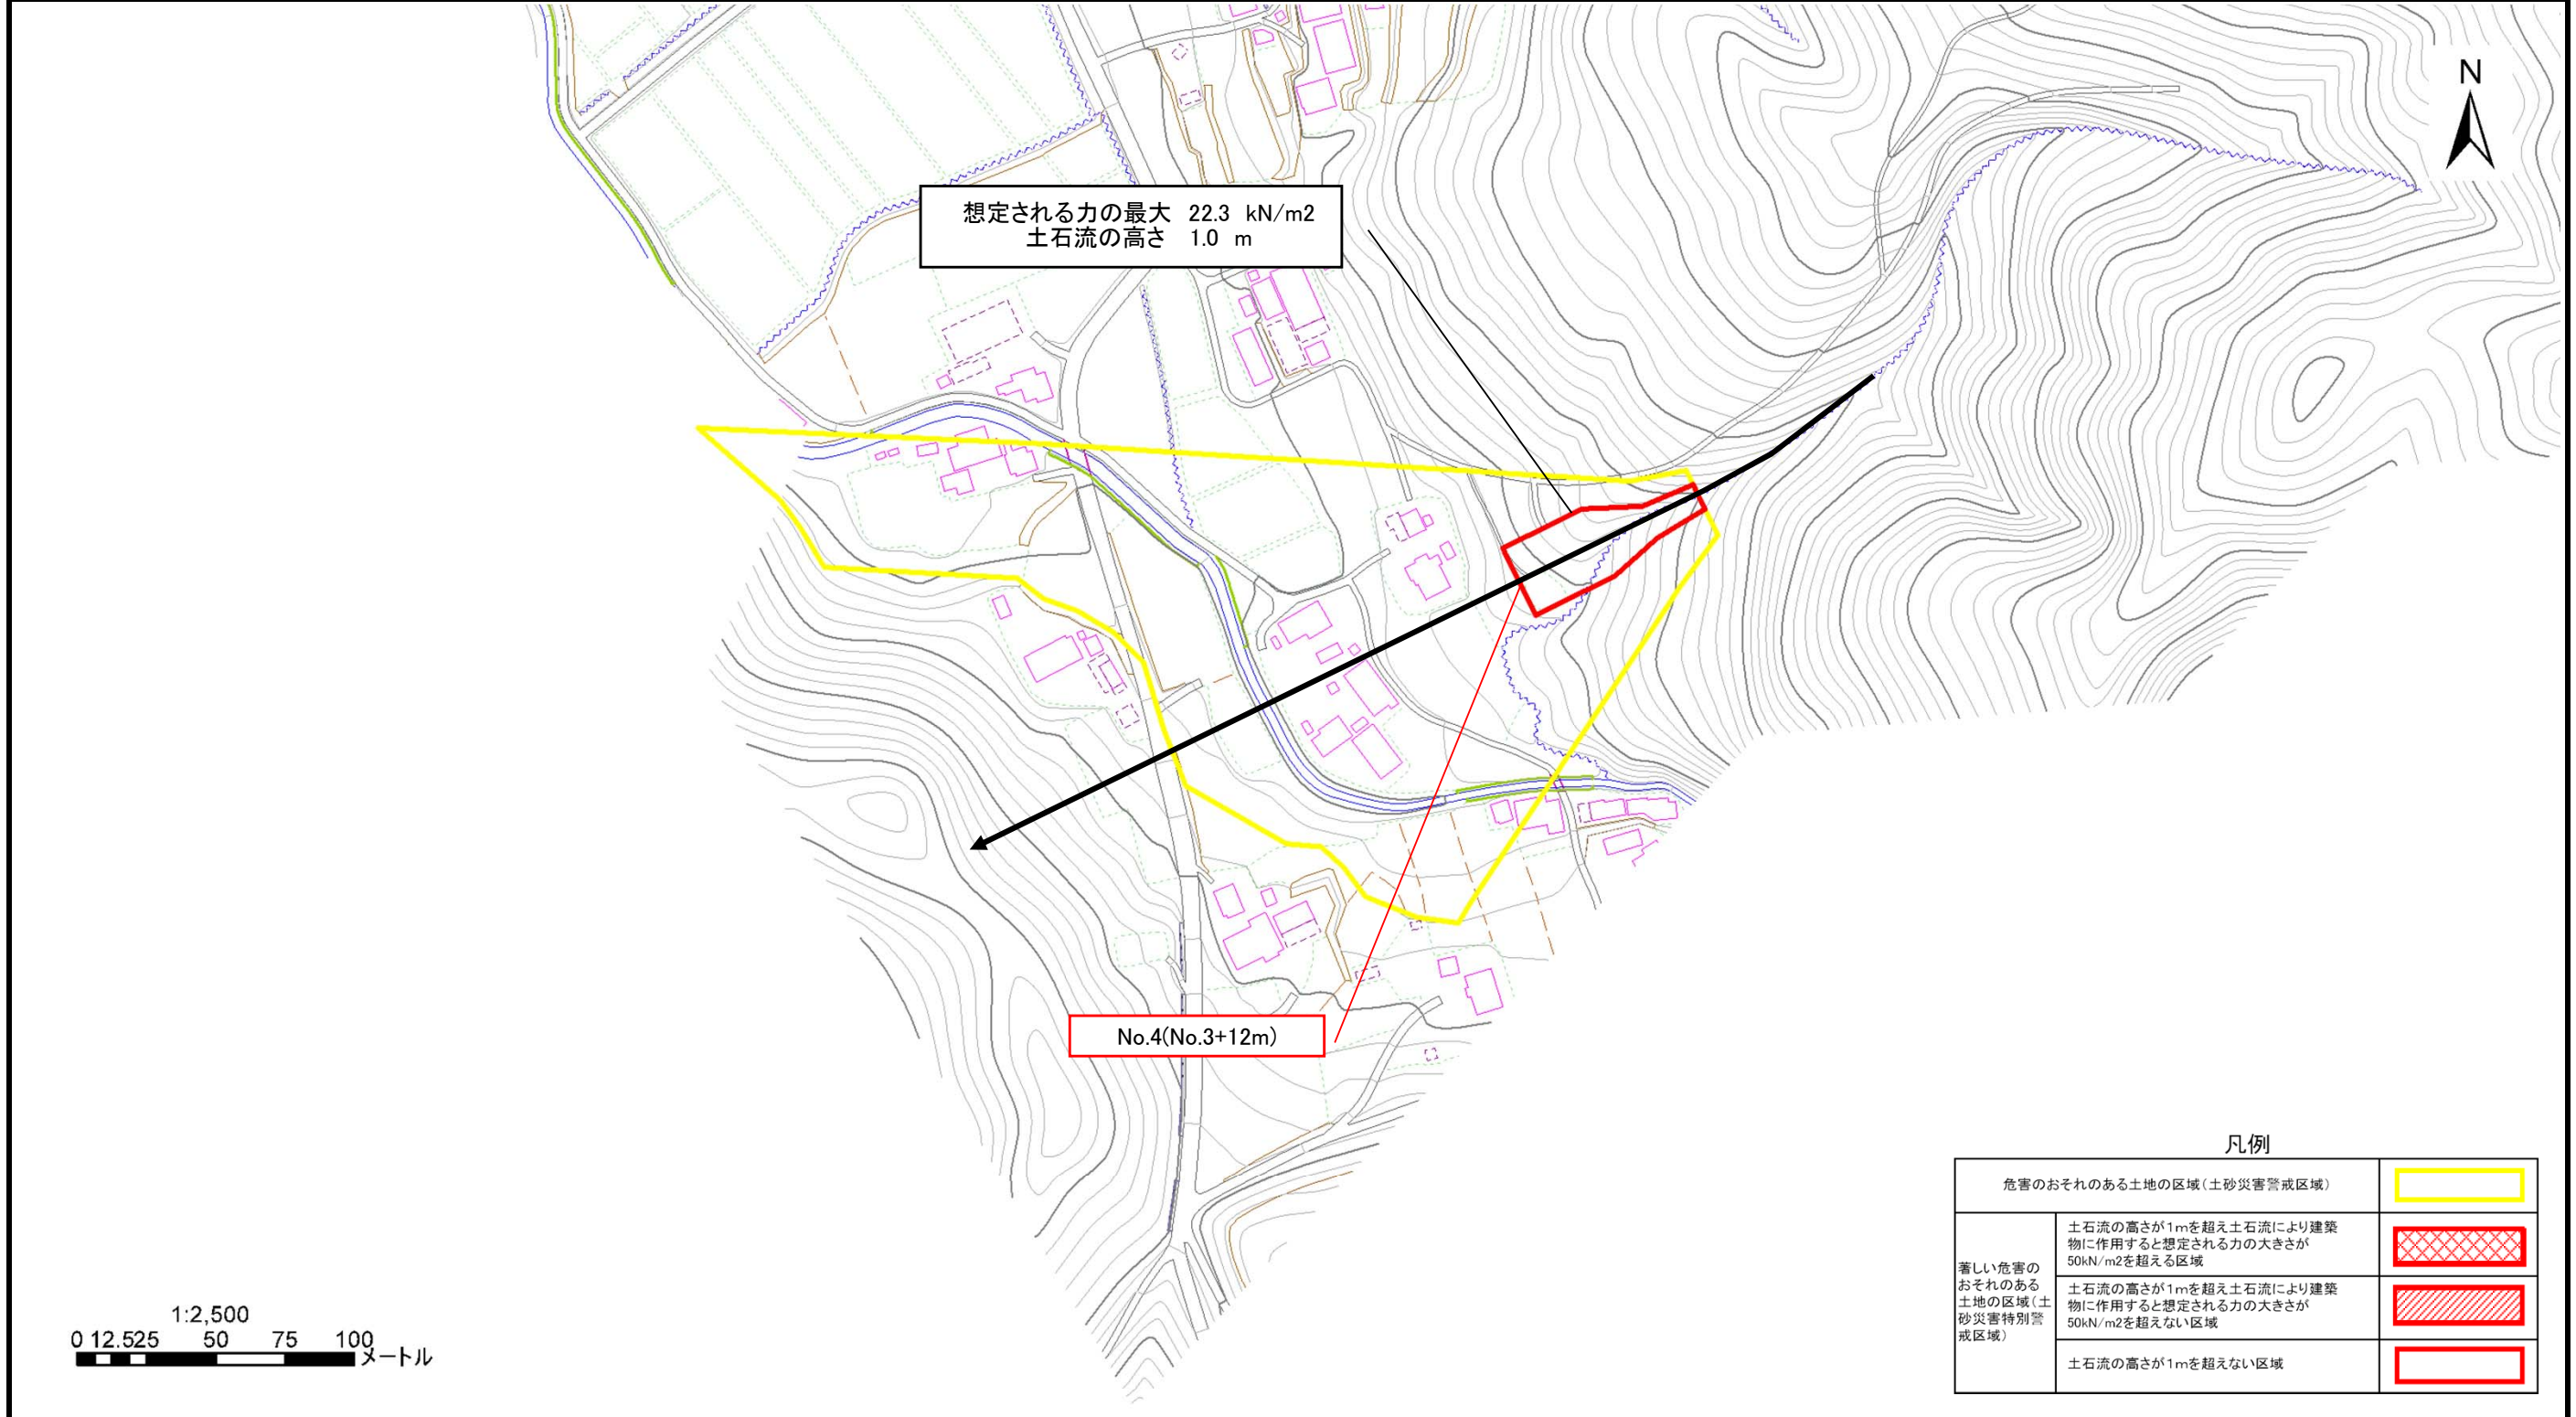 N
想定される力の最大 22.3 kN/m2
土石流の高さ 1.0 m
No.4(No.3+12m)
凡例
危害のおそれのある土地の区域(土砂災害警戒区域)
著しい危害の
おそれのある
土地の区域(土
砂災害特別警
戒区域)
土石流の高さが1mを超え土石流により建築
物に作用すると想定される力の大きさが
50kN/m2を超える区域
土石流の高さが1mを超え土石流により建築
物に作用すると想定される力の大きさが
50kN/m2を超えない区域
土石流の高さが1mを超えない区域
1:2,500
0 12.525 50 75 100
メートル